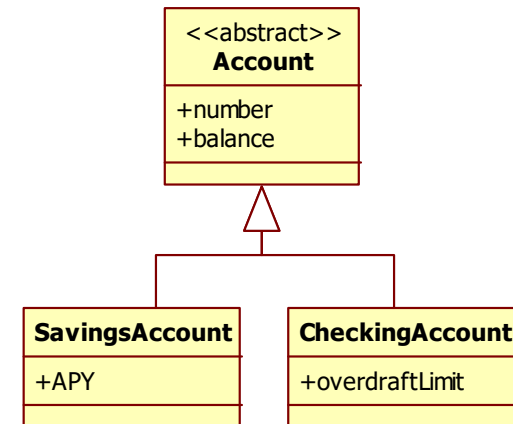 <<abstract>>
Account
+number
+balance
SavingsAccount
CheckingAccount
+APY
+overdraftLimit